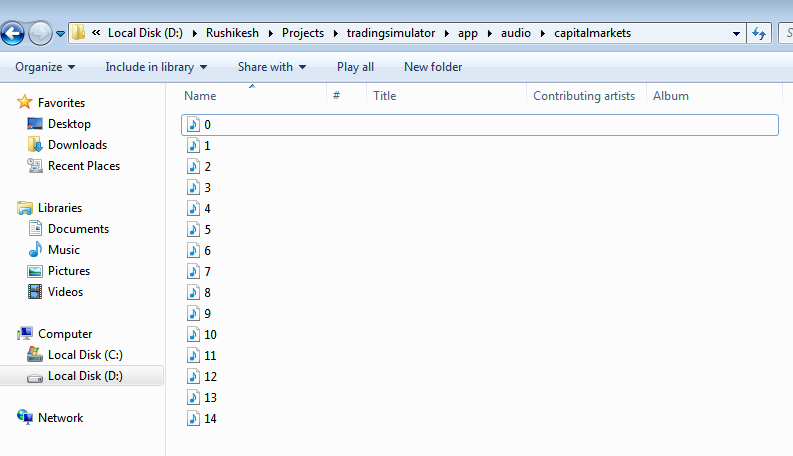 « Local Disk (D:) ▸ Rushikesh ▸ Projects ▸ tradingsimulator ▸ app ▸ audio ▸ capitalmarkets
Organize Include in library Share with Play all New folder
Favorites
Desktop
Downloads
Recent Places
Libraries
Documents
Music
Pictures
Videos
Computer
Local Disk (C:)
Local Disk (D:)
Network
Name # Title Contributing artists Album
0
1
2
3
4
5
6
7
8
9
10
11
12
13
14